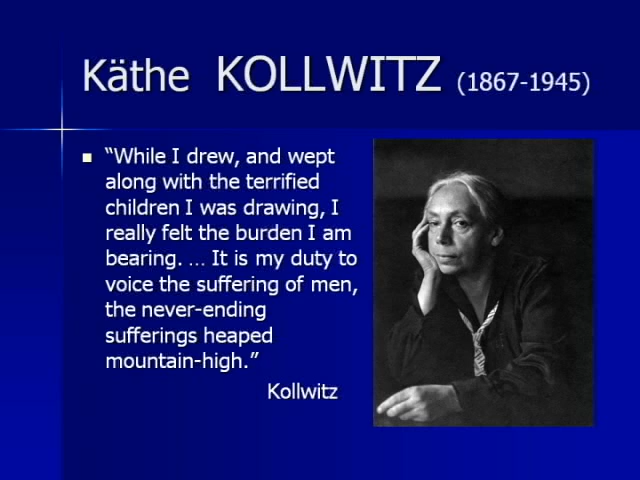 Käthe KOLLWITZ (1867-1945)
“While I drew, and wept
along with the terrified
children I was drawing, I
really felt the burden I am
bearing. … It is my duty to
voice the suffering of men,
the never-ending
sufferings heaped
mountain-high.”
Kollwitz